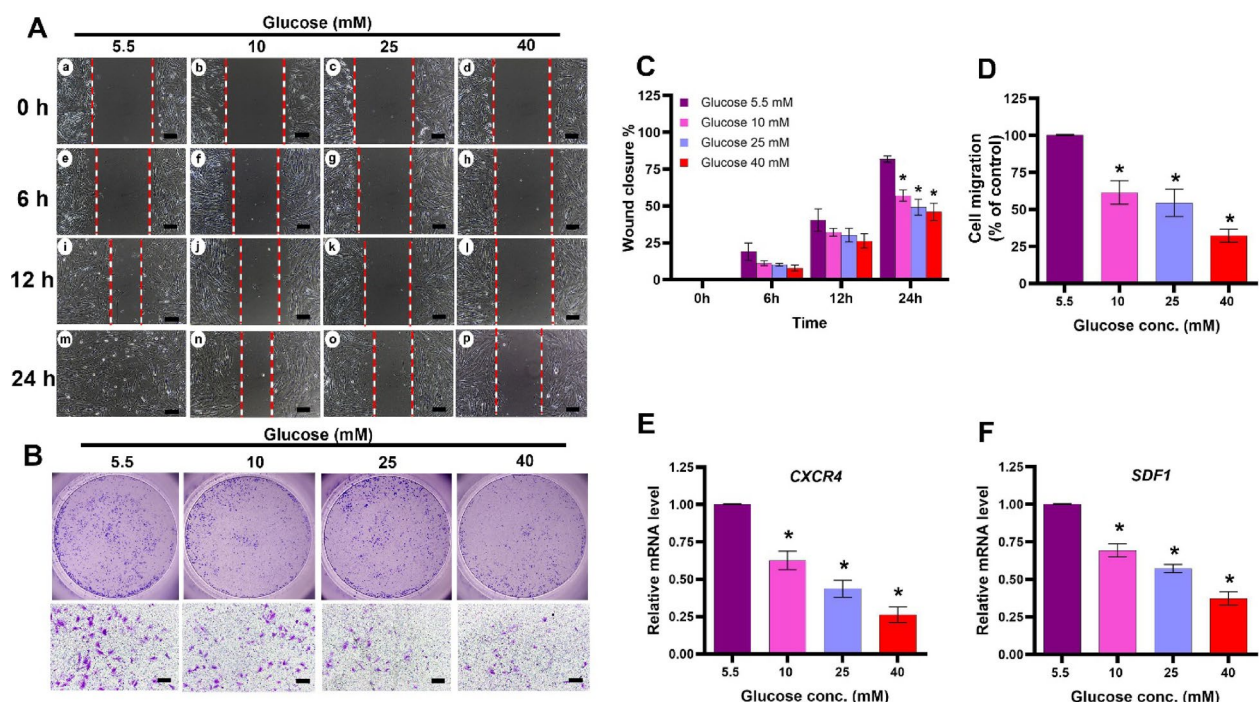 A
Glucose (mM)
5.5 10 25 40
0 h
a b c d
6 h
e f g h
12 h
i j k l
24 h
m n o p
B
Glucose (mM)
5.5 10 25 40
C
Wound closure %
125
100
75
50
25
0
Glucose 5.5 mM
Glucose 10 mM
Glucose 25 mM
Glucose 40 mM
* * *
0h 6h 12h 24h
Time
D
Cell migration
(% of control)
125
100
75
50
25
0
* * *
5.5 10 25 40
Glucose conc. (mM)
E
CXCR4
Relative mRNA level
1.25
1.00
0.75
0.50
0.25
0.00
* * *
5.5 10 25 40
Glucose conc. (mM)
F
SDF1
Relative mRNA level
1.25
1.00
0.75
0.50
0.25
0.00
* * *
5.5 10 25 40
Glucose conc. (mM)